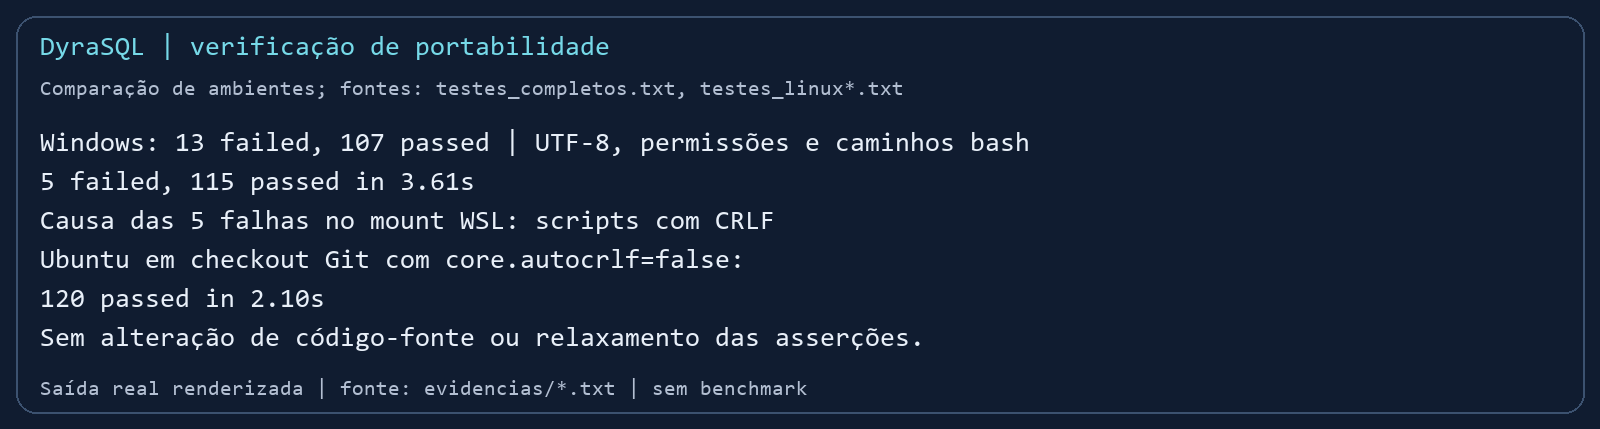 DyraSQL | verificação de portabilidade
Comparação de ambientes; fontes: testes_completos.txt, testes_linux*.txt
Windows: 13 failed, 107 passed | UTF-8, permissões e caminhos bash
5 failed, 115 passed in 3.61s
Causa das 5 falhas no mount WSL: scripts com CRLF
Ubuntu em checkout Git com core.autocrlf=false:
120 passed in 2.10s
Sem alteração de código-fonte ou relaxamento das asserções.
Saída real renderizada | fonte: evidencias/*.txt | sem benchmark